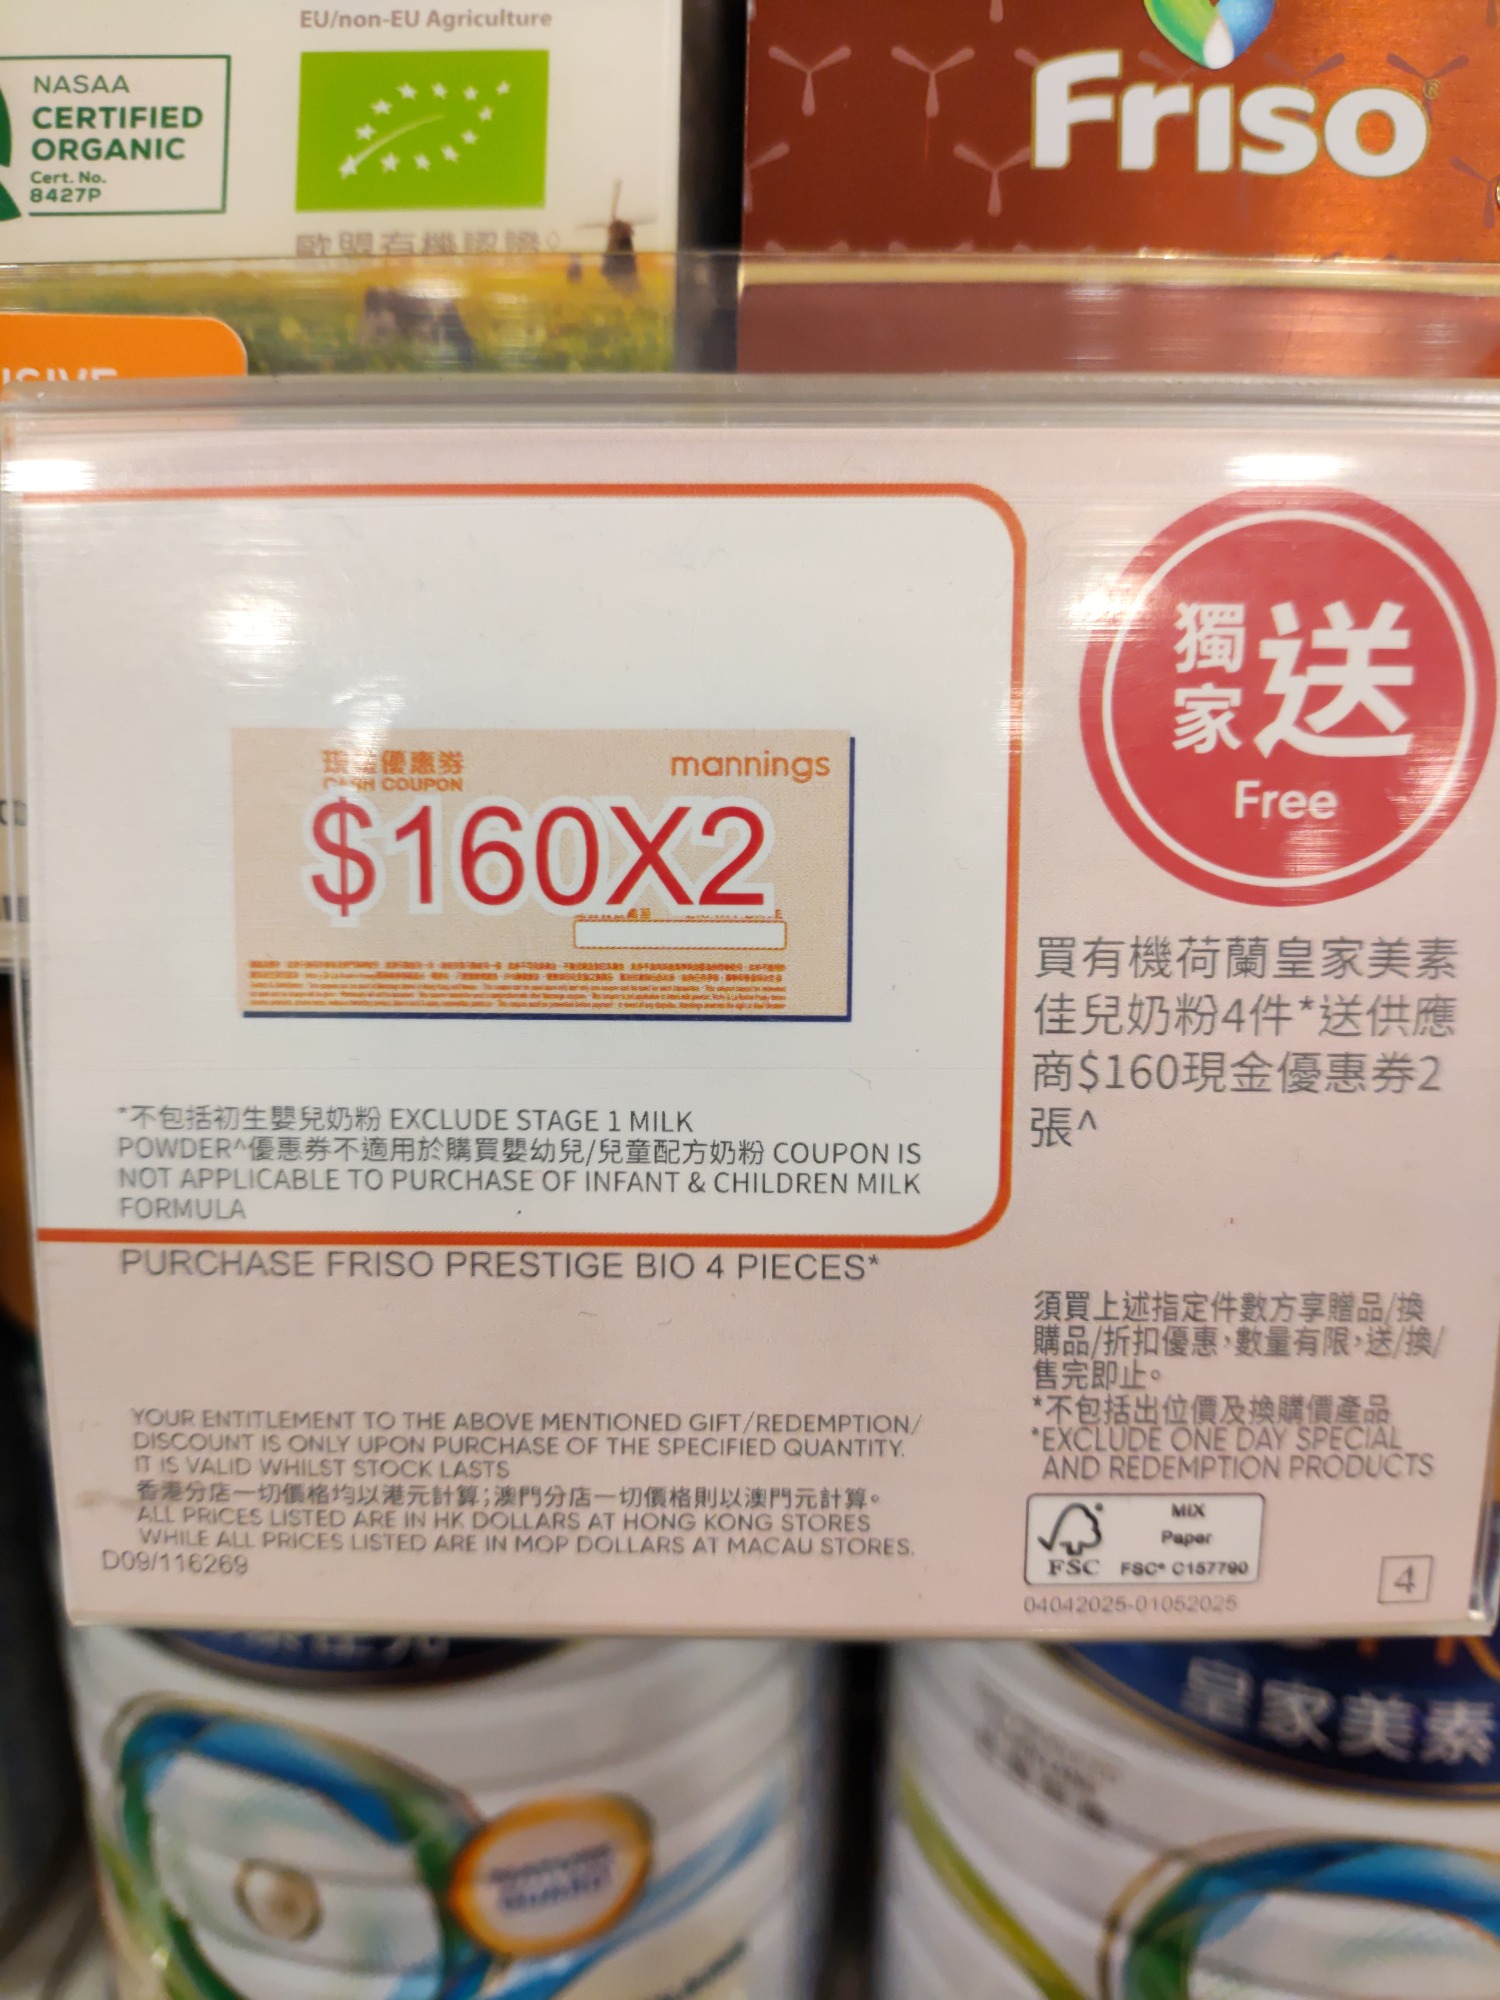 EU/non-EU Agriculture
NASAA
CERTIFIED
ORGANIC
Cert. No.
8427P
歐盟有機認證◊
Friso®
mannings
優惠券
COUPON
$160X2
*不包括初生嬰兒奶粉 EXCLUDE STAGE 1 MILK
POWDER^優惠券不適用於購買嬰幼兒/兒童配方奶粉 COUPON IS
NOT APPLICABLE TO PURCHASE OF INFANT & CHILDREN MILK
FORMULA
PURCHASE FRISO PRESTIGE BIO 4 PIECES*
YOUR ENTITLEMENT TO THE ABOVE MENTIONED GIFT/REDEMPTION/
DISCOUNT IS ONLY UPON PURCHASE OF THE SPECIFIED QUANTITY.
IT IS VALID WHILST STOCK LASTS
香港分店一切價格均以港元計算;澳門分店一切價格則以澳門元計算。
ALL PRICES LISTED ARE IN HK DOLLARS AT HONG KONG STORES
WHILE ALL PRICES LISTED ARE IN MOP DOLLARS AT MACAU STORES.
D09/116269
獨家送
Free
買有機荷蘭皇家美素
佳兒奶粉4件*送供應
商$160現金優惠券2
張^
須買上述指定件數方享贈品/換
購品/折扣優惠,數量有限,送/換/
售完即止。
*不包括出位價及換購價產品
*EXCLUDE ONE DAY SPECIAL
AND REDEMPTION PRODUCTS
MIX
Paper
FSC FSC® C157790
04042025-01052025
4
皇家美素